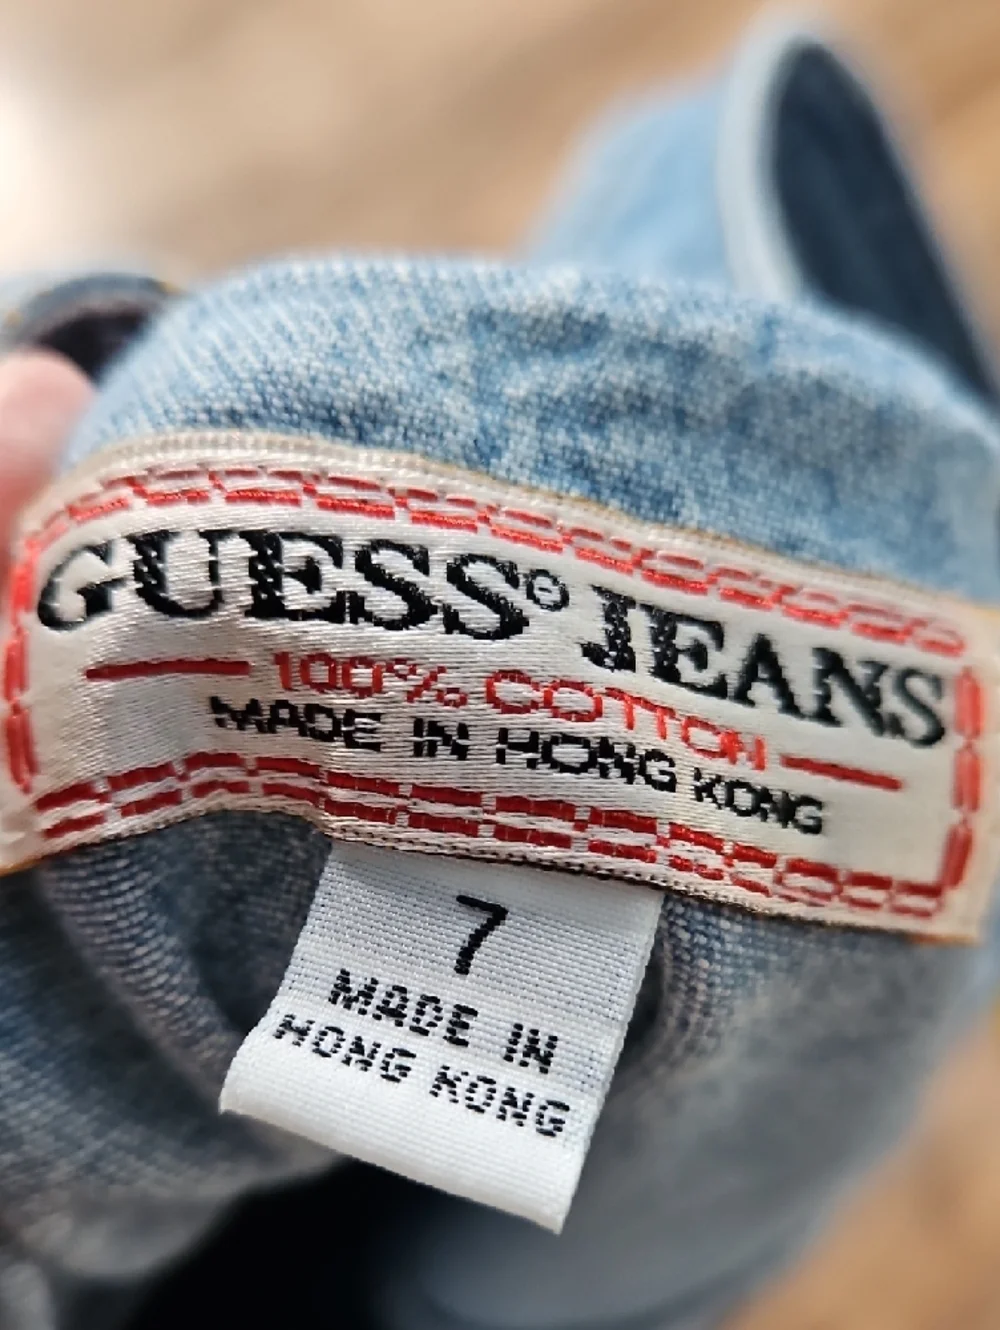 GUESS® JEANS
100% COTTON
MADE IN HONG KONG
7
MADE IN
HONG KONG